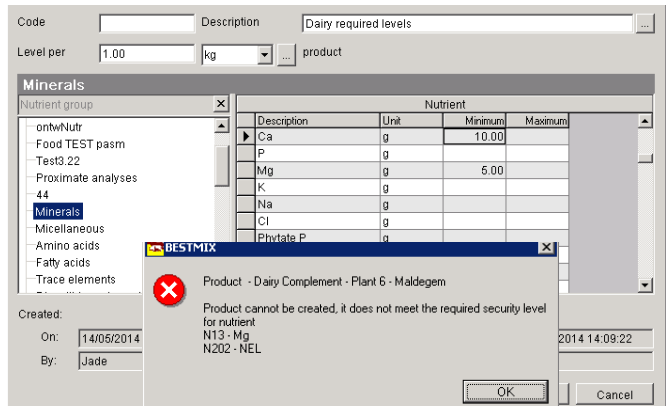 Code Description Dairy required levels ...
Level per 1.00 kg ... product
Minerals
Nutrient group
Nutrient
Description Unit Minimum Maximum
ontwNutr
Food TEST pasm
Test3.22
Proximate analyses
44
Minerals
Micellaneous
Amino acids
Fatty acids
Trace elements
Ca g 10.00
P g
Mg g 5.00
K g
Na g
Cl g
Phytate P g
BESTMIX
Product - Dairy Complement - Plant 6 - Maldegem
Product cannot be created, it does not meet the required security level
for nutrient
N13 - Mg
N202 - NEL
OK
Created:
On: 14/05/2014
2014 14:09:22
By: Jade
Cancel